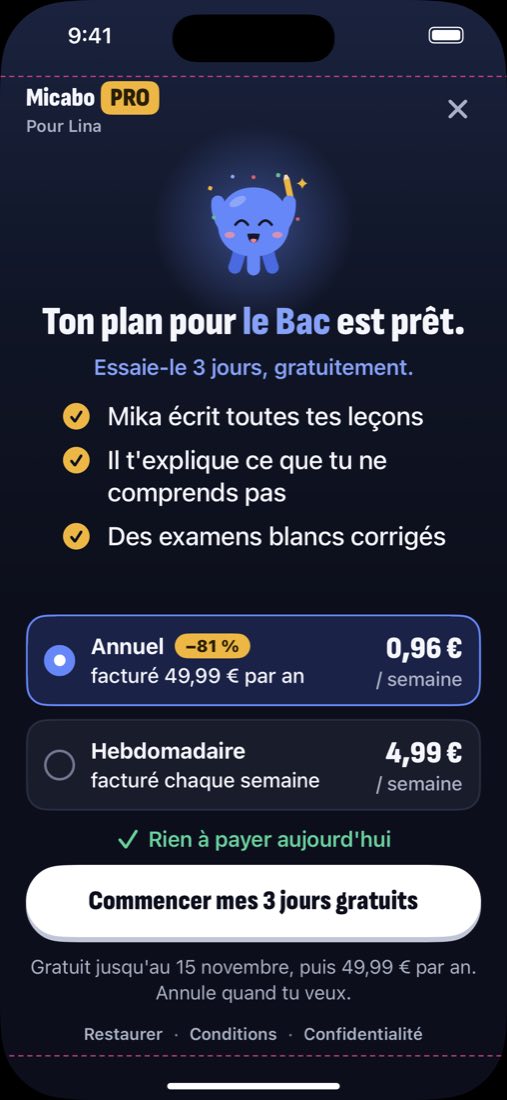 9:41
Micabo PRO
Pour Lina
Ton plan pour le Bac est prêt.
Essaie-le 3 jours, gratuitement.
Mika écrit toutes tes leçons
Il t'explique ce que tu ne
comprends pas
Des examens blancs corrigés
Annuel −81 % 0,96 €
facturé 49,99 € par an / semaine
Hebdomadaire 4,99 €
facturé chaque semaine / semaine
Rien à payer aujourd'hui
Commencer mes 3 jours gratuits
Gratuit jusqu'au 15 novembre, puis 49,99 € par an.
Annule quand tu veux.
Restaurer · Conditions · Confidentialité